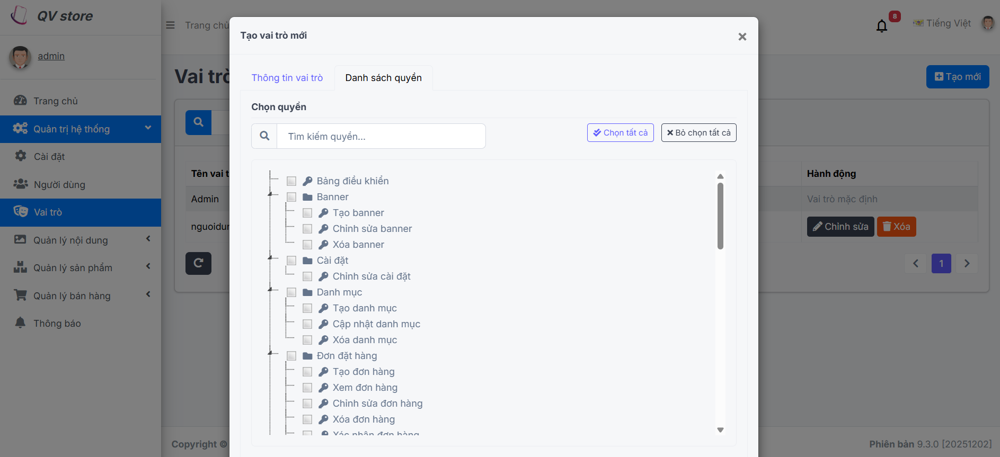 QV store
admin
Trang chủ
Quản trị hệ thống
Cài đặt
Người dùng
Vai trò
Quản lý nội dung
Quản lý sản phẩm
Quản lý bán hàng
Thông báo
Trang chủ
8
Tiếng Việt
Vai trò
Tạo mới
Tên vai
Hành động
Admin
Vai trò mặc định
Chỉnh sửa
Xóa
1
Copyright ©
Phiên bản 9.3.0 [20251202]
Tạo vai trò mới
Thông tin vai trò
Danh sách quyền
Chọn quyền
Tìm kiếm quyền...
Chọn tất cả
Bỏ chọn tất cả
Bảng điều khiển
Banner
Tạo banner
Chỉnh sửa banner
Xóa banner
Cài đặt
Chỉnh sửa cài đặt
Danh mục
Tạo danh mục
Cập nhật danh mục
Xóa danh mục
Đơn đặt hàng
Tạo đơn hàng
Xem đơn hàng
Chỉnh sửa đơn hàng
Xóa đơn hàng
Xác nhận đơn hàng